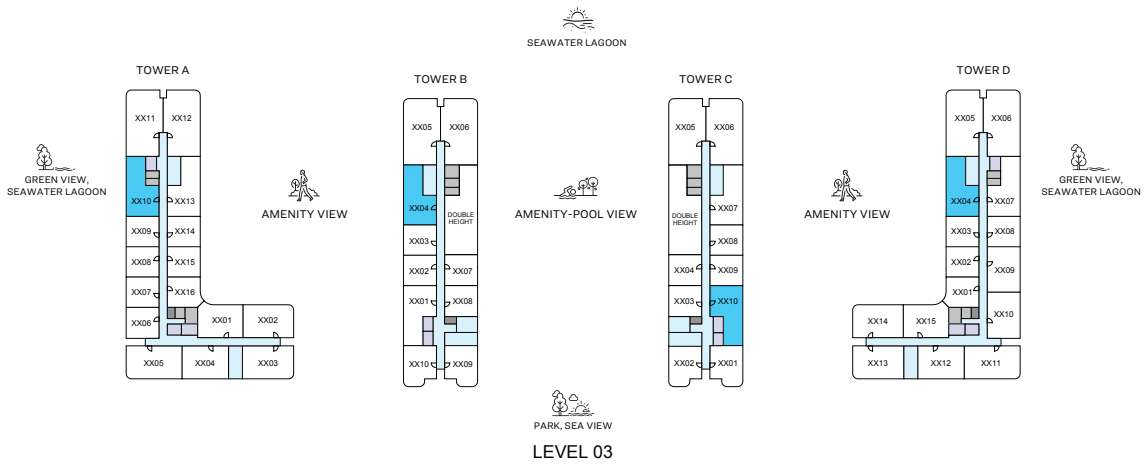 SEAWATER LAGOON
TOWER A
TOWER B
TOWER C
TOWER D
XX11
XX12
XX10
XX13
XX09
XX14
XX08
XX15
XX07
XX16
XX06
XX01
XX02
XX05
XX04
XX03
XX05
XX06
XX04
DOUBLE
HEIGHT
XX03
XX02
XX07
XX01
XX08
XX10
XX09
XX05
XX06
XX07
DOUBLE
HEIGHT
XX08
XX04
XX09
XX03
XX10
XX02
XX01
XX05
XX06
XX04
XX07
XX03
XX02
XX09
XX01
XX10
XX14
XX15
XX13
XX12
XX11
GREEN VIEW,
SEAWATER LAGOON
AMENITY VIEW
AMENITY-POOL VIEW
AMENITY VIEW
GREEN VIEW,
SEAWATER LAGOON
PARK, SEA VIEW
LEVEL 03